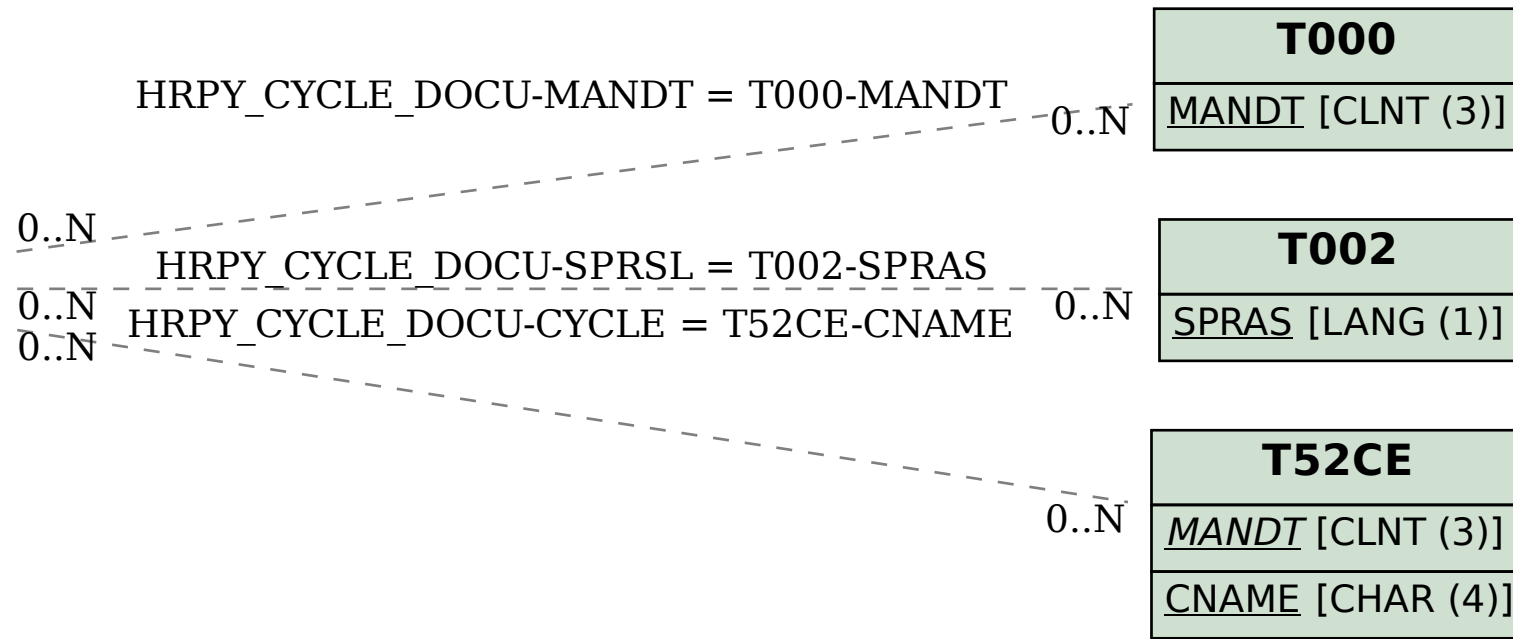 T000
HRPY_CYCLE_DOCU-MANDT = T000-MANDT
0..N
MANDT [CLNT (3)]
0..N
T002
HRPY_CYCLE_DOCU-SPRSL = T002-SPRAS
0..N
0..N
SPRAS [LANG (1)]
HRPY_CYCLE_DOCU-CYCLE = T52CE-CNAME
0..N
T52CE
0..N
MANDT [CLNT (3)]
CNAME [CHAR (4)]